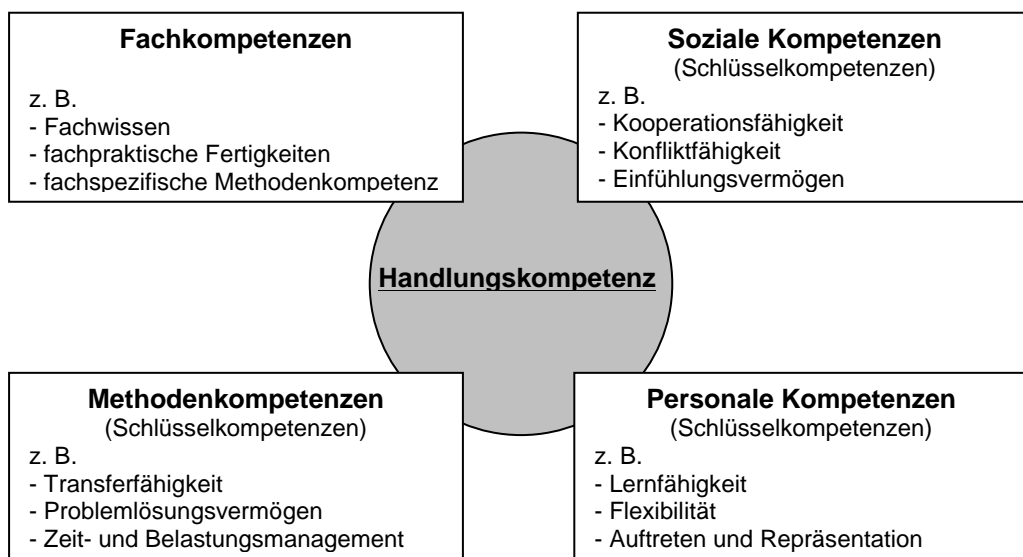 Fachkompetenzen
z. B.
- Fachwissen
- fachpraktische Fertigkeiten
- fachspezifische Methodenkompetenz
Soziale Kompetenzen
(Schlüsselkompetenzen)
z. B.
- Kooperationsfähigkeit
- Konfliktfähigkeit
- Einfühlungsvermögen
Handlungskompetenz
Methodenkompetenzen
(Schlüsselkompetenzen)
z. B.
- Transferfähigkeit
- Problemlösungsvermögen
- Zeit- und Belastungsmanagement
Personale Kompetenzen
(Schlüsselkompetenzen)
z. B.
- Lernfähigkeit
- Flexibilität
- Auftreten und Repräsentation